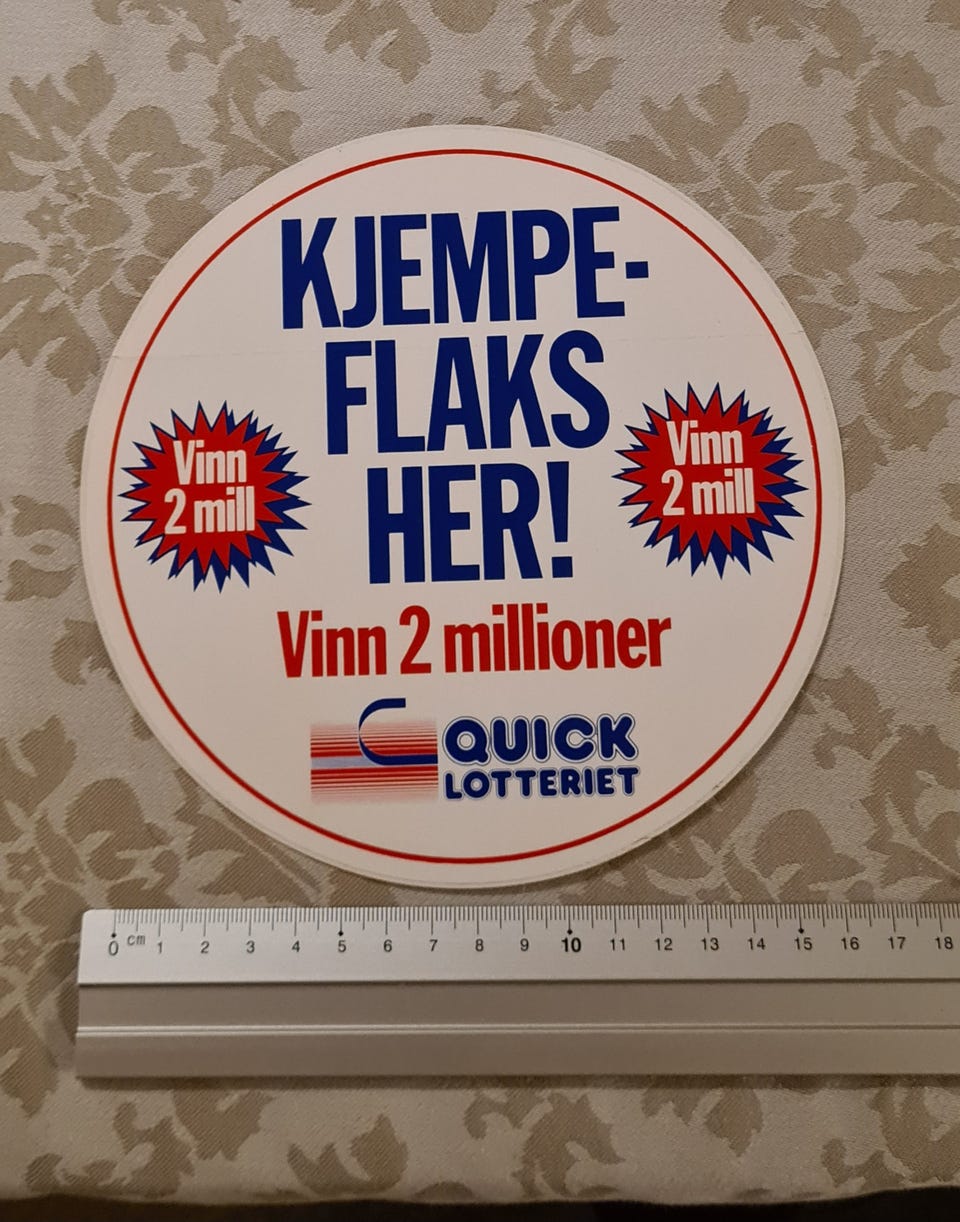 KJEMPE-
FLAKS
HER!
Vinn
2 mill
Vinn
2 mill
Vinn 2 millioner
QUICK
LOTTERIET
0 cm 1 2 3 4 5 6 7 8 9 10 11 12 13 14 15 16 17 18